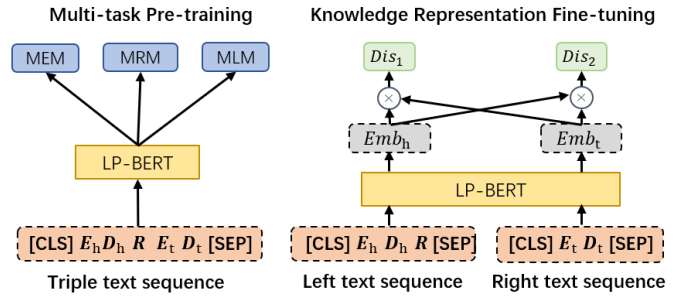 Multi-task Pre-training
MEM MRM MLM
LP-BERT
[CLS] EₕDₕ R Eₜ Dₜ [SEP]
Triple text sequence
Knowledge Representation Fine-tuning
Dis₁ Dis₂
× ×
Embₕ Embₜ
LP-BERT
[CLS] Eₕ Dₕ R [SEP] [CLS] Eₜ Dₜ [SEP]
Left text sequence Right text sequence